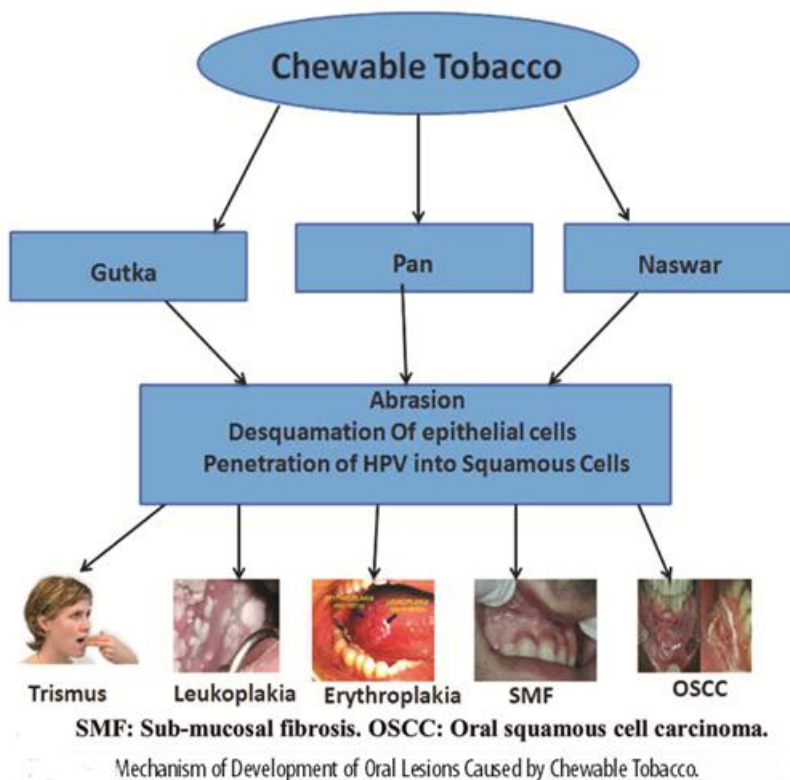 Chewable Tobacco
Gutka
Pan
Naswar
Abrasion
Desquamation Of epithelial cells
Penetration of HPV into Squamous Cells
Trismus
Leukoplakia
Erythroplakia
SMF
OSCC
SMF: Sub-mucosal fibrosis. OSCC: Oral squamous cell carcinoma.
Mechanism of Development of Oral Lesions Caused by Chewable Tobacco.